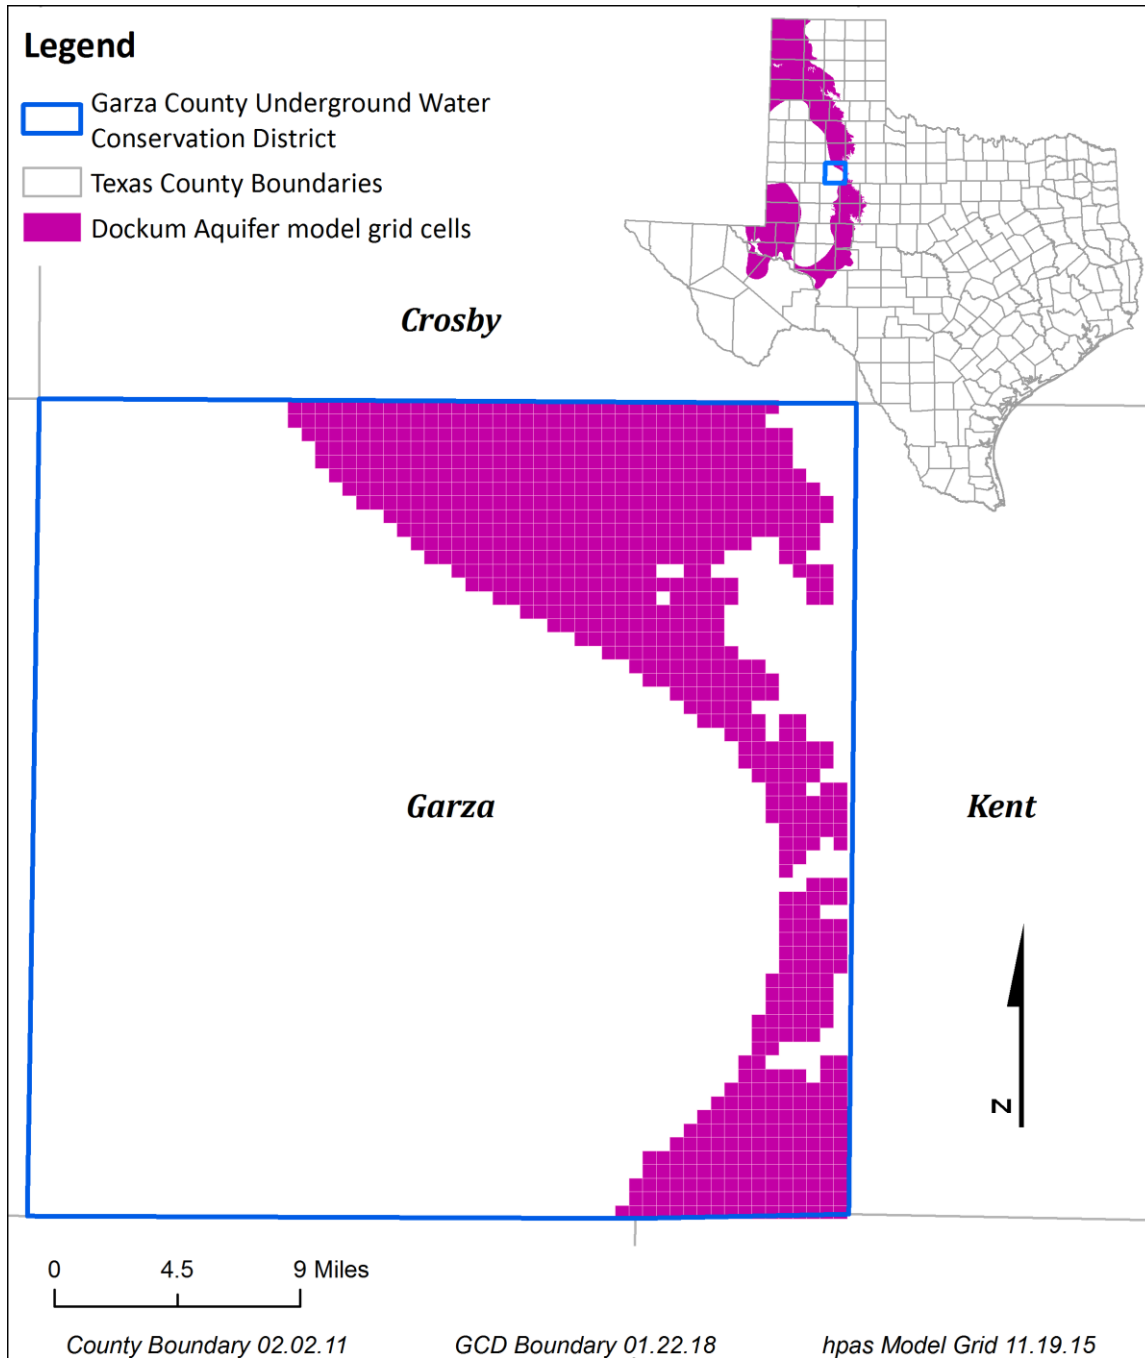 Legend
Garza County Underground Water
Conservation District
Texas County Boundaries
Dockum Aquifer model grid cells
Crosby
Garza
Kent
N
0 4.5 9 Miles
County Boundary 02.02.11 GCD Boundary 01.22.18 hpas Model Grid 11.19.15